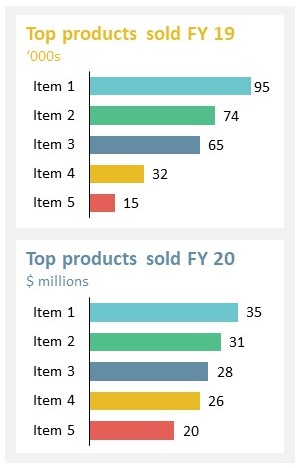 Top products sold FY 19
‘000s
Item 1 95
Item 2 74
Item 3 65
Item 4 32
Item 5 15
Top products sold FY 20
$ millions
Item 1 35
Item 2 31
Item 3 28
Item 4 26
Item 5 20